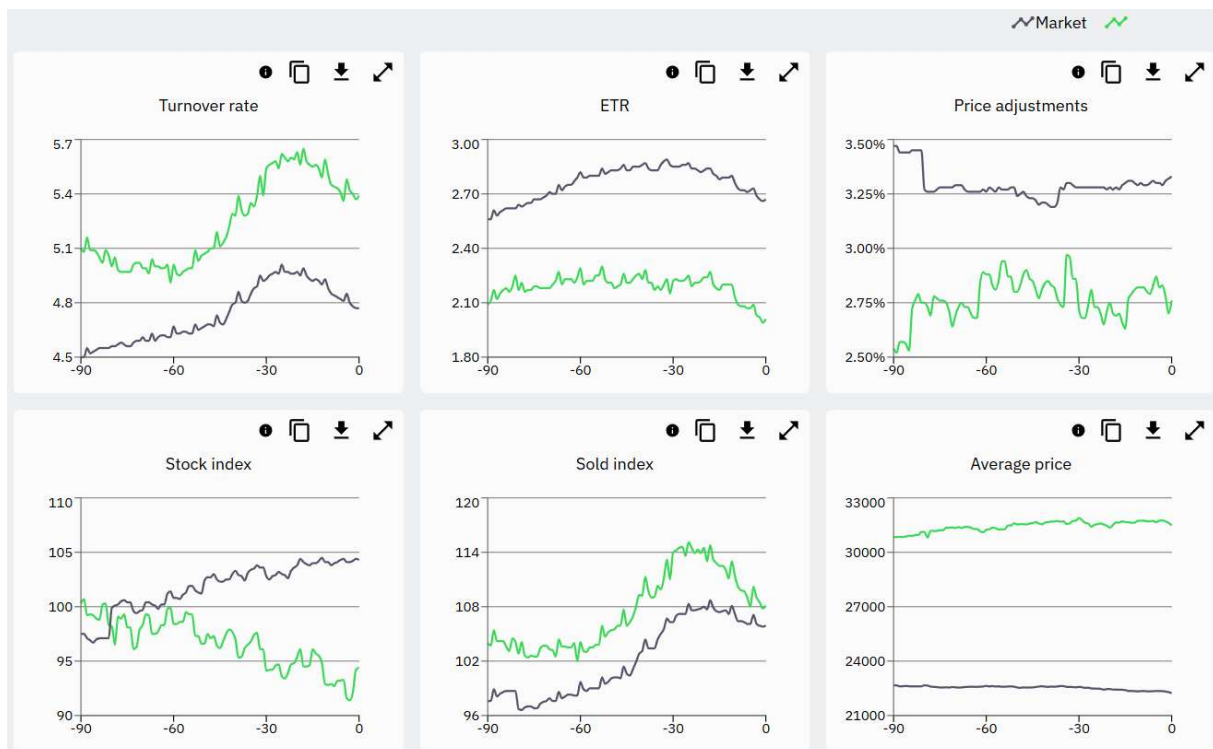 Market
Turnover rate
5.7
5.4
5.1
4.8
4.5
-90 -60 -30 0
ETR
3.00
2.70
2.40
2.10
1.80
-90 -60 -30 0
Price adjustments
3.50%
3.25%
3.00%
2.75%
2.50%
-90 -60 -30 0
Stock index
110
105
100
95
90
-90 -60 -30 0
Sold index
120
114
108
102
96
-90 -60 -30 0
Average price
33000
30000
27000
24000
21000
-90 -60 -30 0